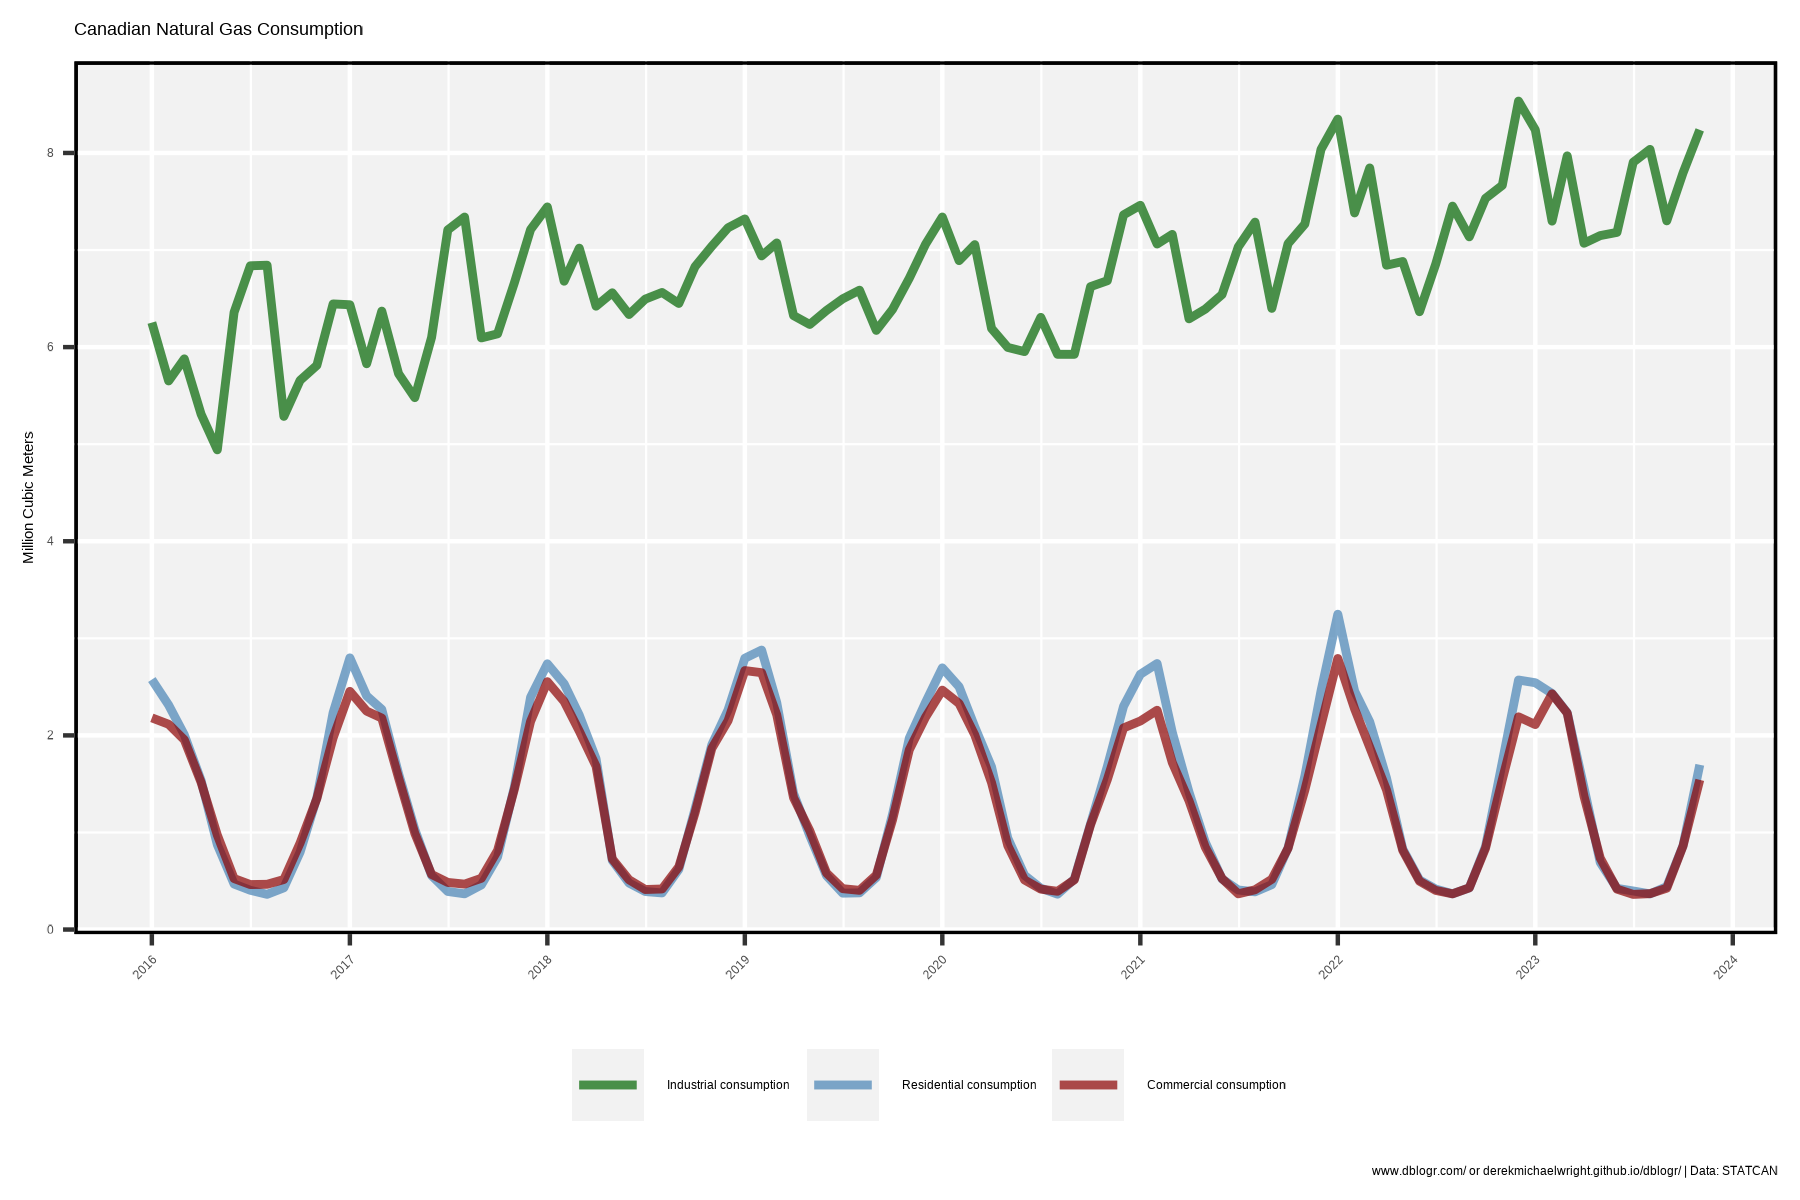 Canadian Natural Gas Consumption
Million Cubic Meters
8
6
4
2
0
2016
2017
2018
2019
2020
2021
2022
2023
2024
Industrial consumption
Residential consumption
Commercial consumption
www.dblogr.com/ or derekmichaelwright.github.io/dblogr/ | Data: STATCAN